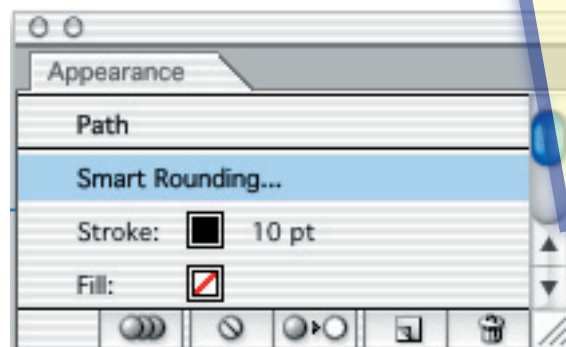 Appearance
Path
Smart Rounding...
Stroke: 10 pt
Fill: